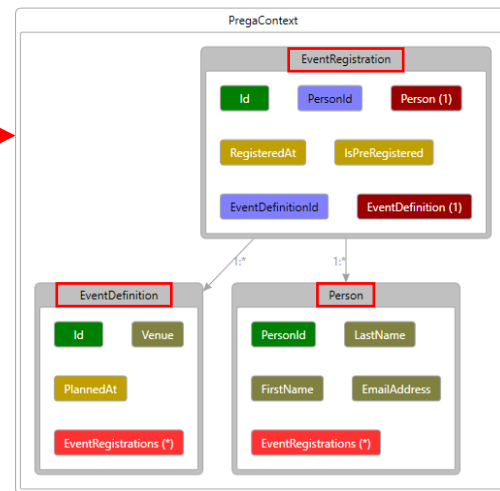 PregaContext
EventRegistration
Id PersonId Person (1)
RegisteredAt IsPreRegistered
EventDefinitionId EventDefinition (1)
1:* 1:*
EventDefinition Person
Id Venue PersonId LastName
PlannedAt FirstName EmailAddress
EventRegistrations (*) EventRegistrations (*)